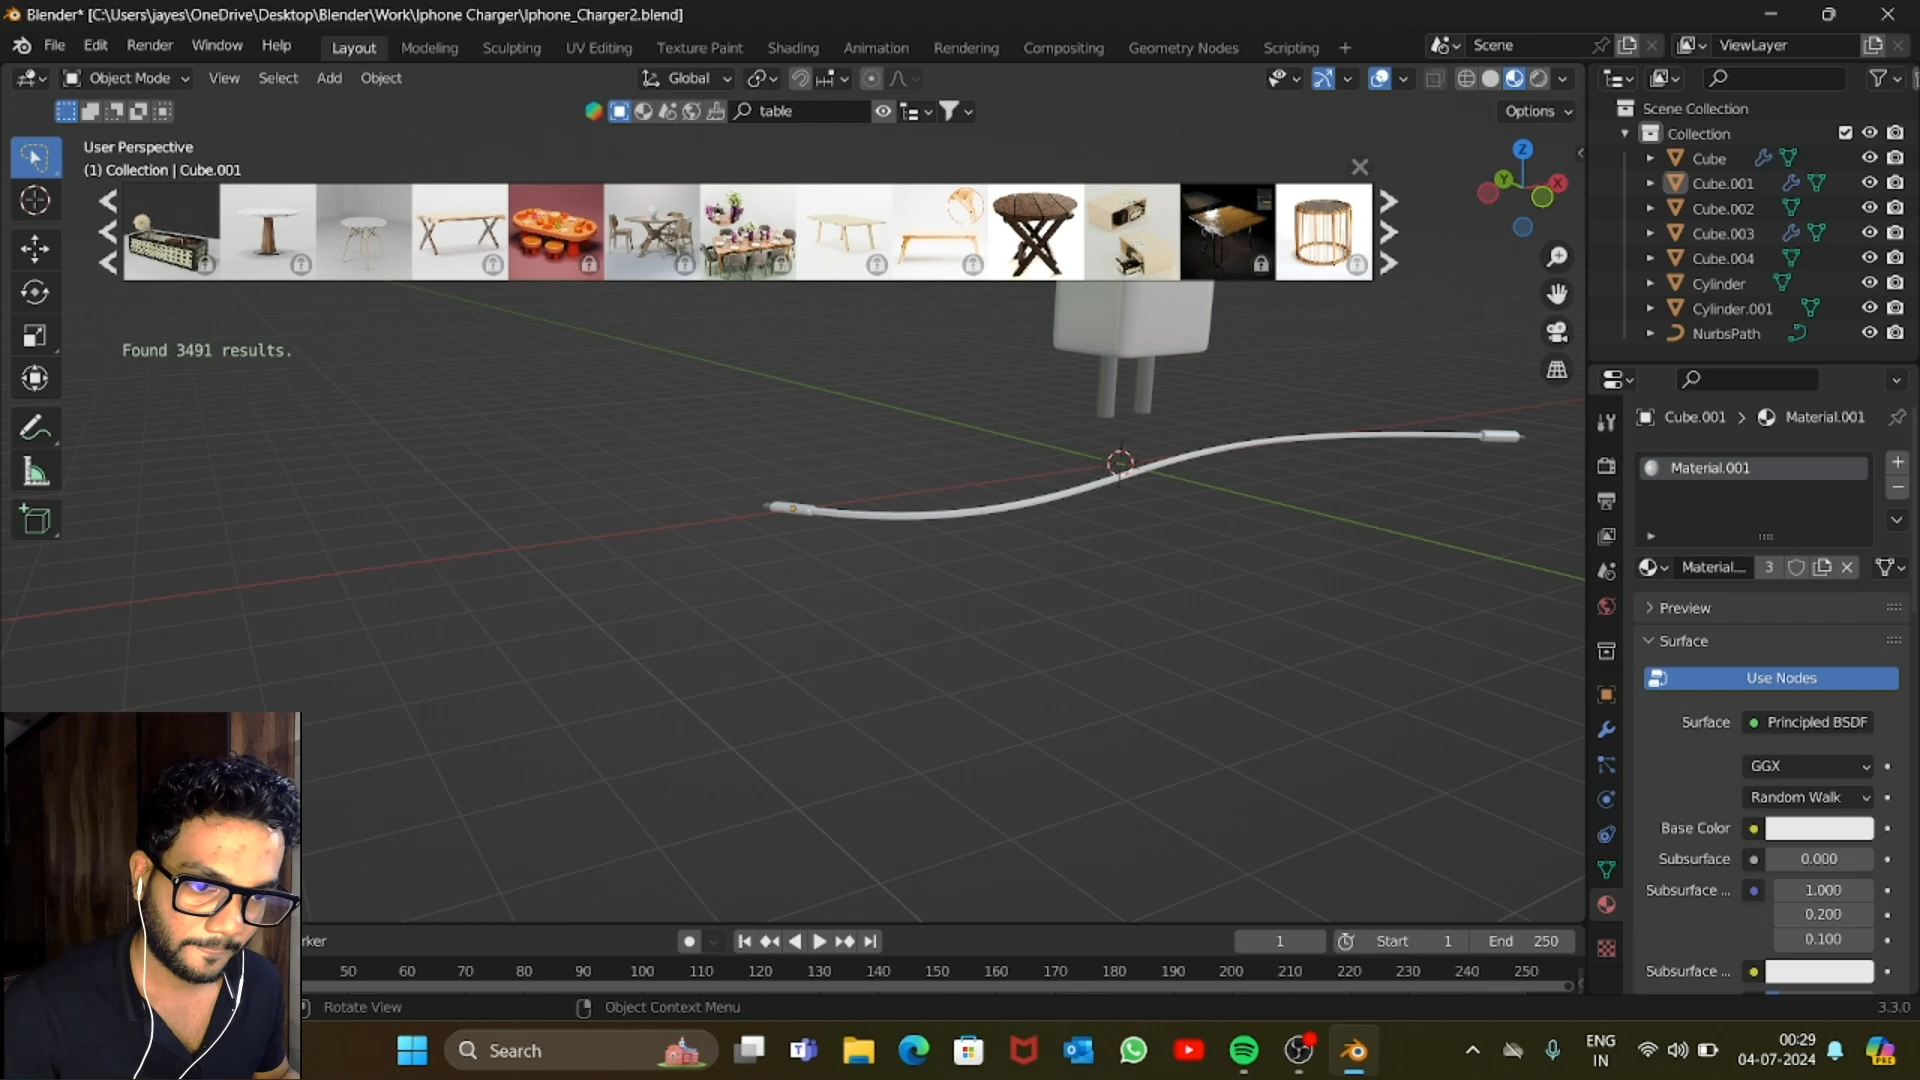 Blender* [C:\Users\jayes\OneDrive\Desktop\Blender\Work\Iphone Charger\Iphone_Charger2.blend]
File Edit Render Window Help Layout Modeling Sculpting UV Editing Texture Paint Shading Animation Rendering Compositing Geometry Nodes Scripting + Scene ViewLayer
Object Mode View Select Add Object Global
table Options
User Perspective
(1) Collection | Cube.001
Found 3491 results.
Z
Y X
Scene Collection
Collection
Cube
Cube.001
Cube.002
Cube.003
Cube.004
Cylinder
Cylinder.001
NurbsPath
Cube.001 > Material.001
Material.001
Material... 3
Preview
Surface
Use Nodes
Surface Principled BSDF
GGX
Random Walk
Base Color
Subsurface 0.000
Subsurface ... 1.000
0.200
0.100
Subsurface ...
rker 1 Start 1 End 250
50 60 70 80 90 100 110 120 130 140 150 160 170 180 190 200 210 220 230 240 250
Rotate View Object Context Menu 3.3.0
Search
ENG
IN
00:29
04-07-2024